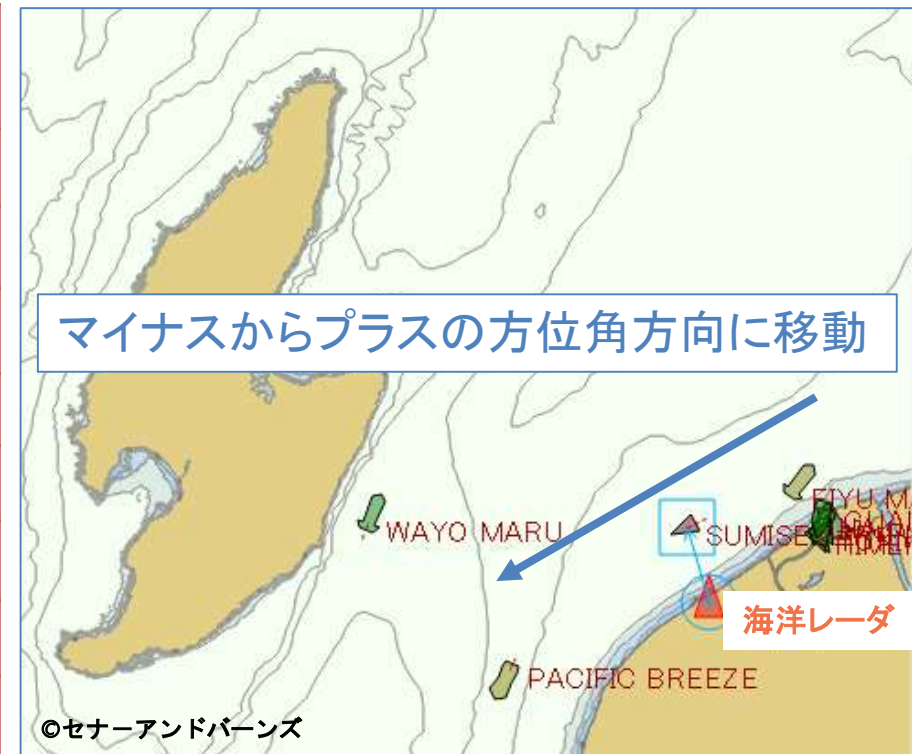 マイナスからプラスの方位角方向に移動
WAYO MARU
SUMISE
海洋レーダ
PACIFIC BREEZE
©セナーアンドバーンズ